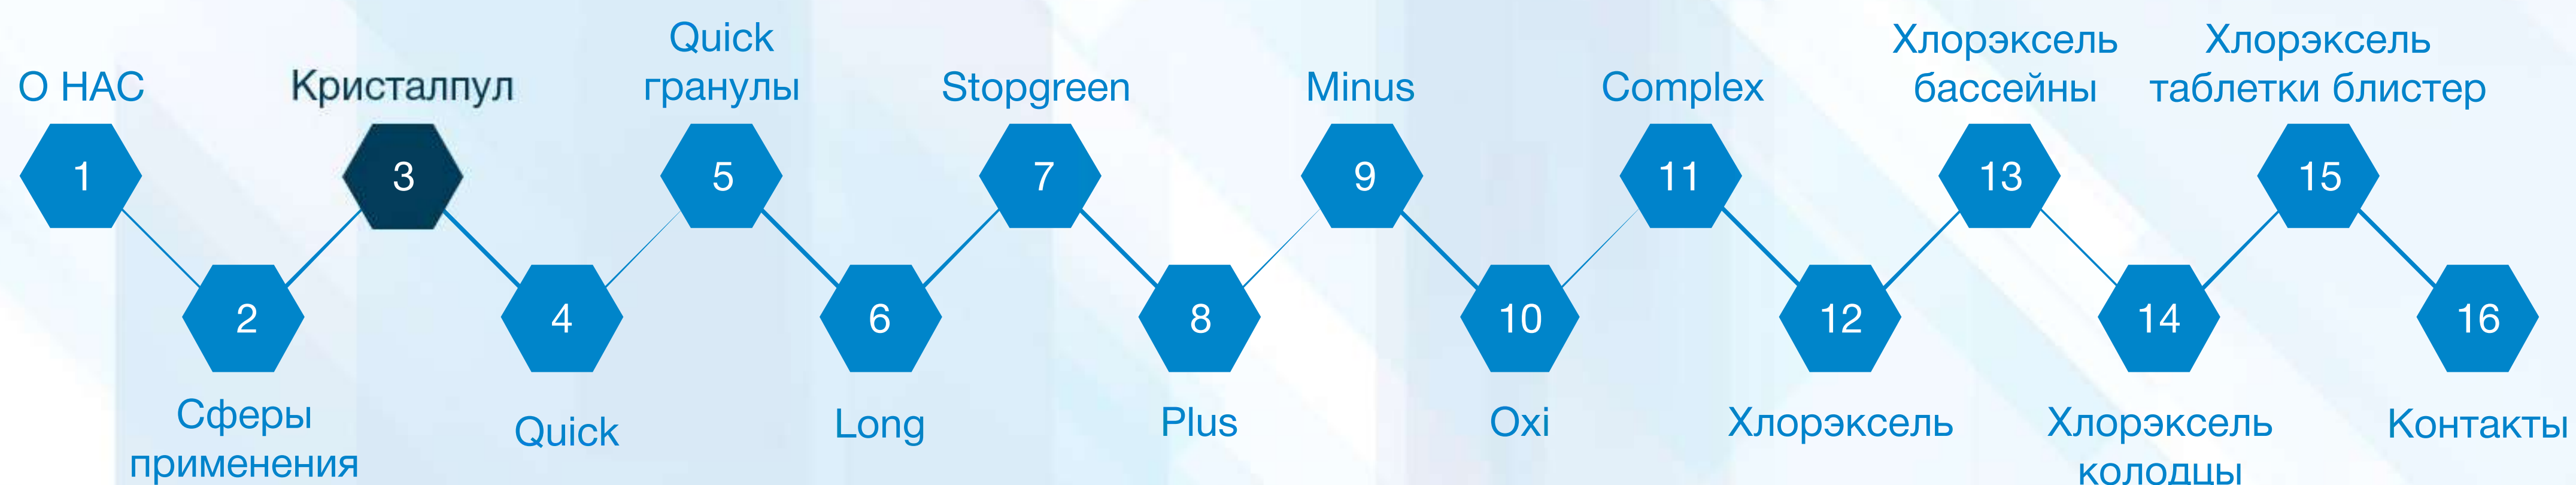 О НАС
1
2
Сферы
применения
Кристалпул
3
4
Quick
Quick
гранулы
5
6
Long
Stopgreen
7
8
Plus
Minus
9
10
Oxi
Complex
11
12
Хлорэксель
Хлорэксель
бассейны
13
14
Хлорэксель
колодцы
Хлорэксель
таблетки блистер
15
16
Контакты